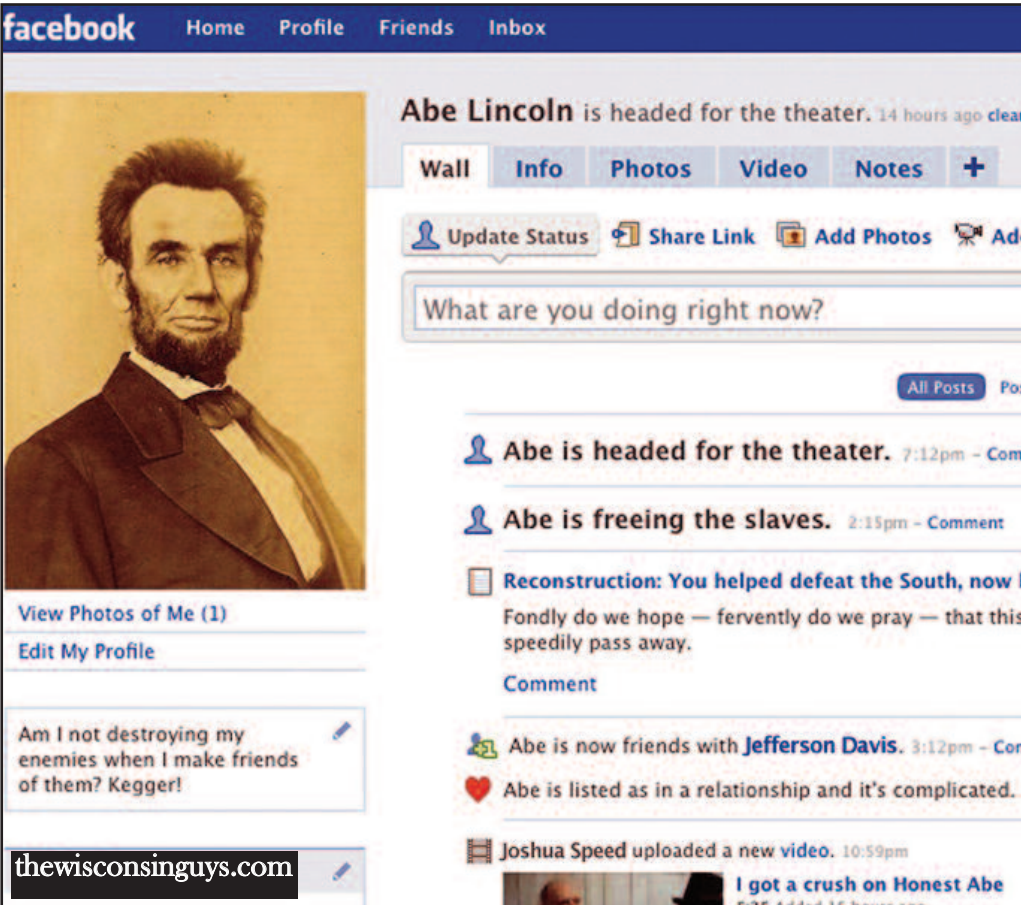 facebook Home Profile Friends Inbox
Abe Lincoln is headed for the theater. 14 hours ago clear
Wall Info Photos Video Notes +
Update Status Share Link Add Photos Ad
What are you doing right now?
All Posts Po
Abe is headed for the theater. 7:12pm – Com
Abe is freeing the slaves. 2:15pm – Comment
Reconstruction: You helped defeat the South, now
Fondly do we hope — fervently do we pray — that this
speedily pass away.
Comment
Abe is now friends with Jefferson Davis. 3:12pm – Cor
Abe is listed as in a relationship and it's complicated.
Joshua Speed uploaded a new video. 10:59pm
I got a crush on Honest Abe
View Photos of Me (1)
Edit My Profile
Am I not destroying my
enemies when I make friends
of them? Kegger!
thewisconsinguys.com